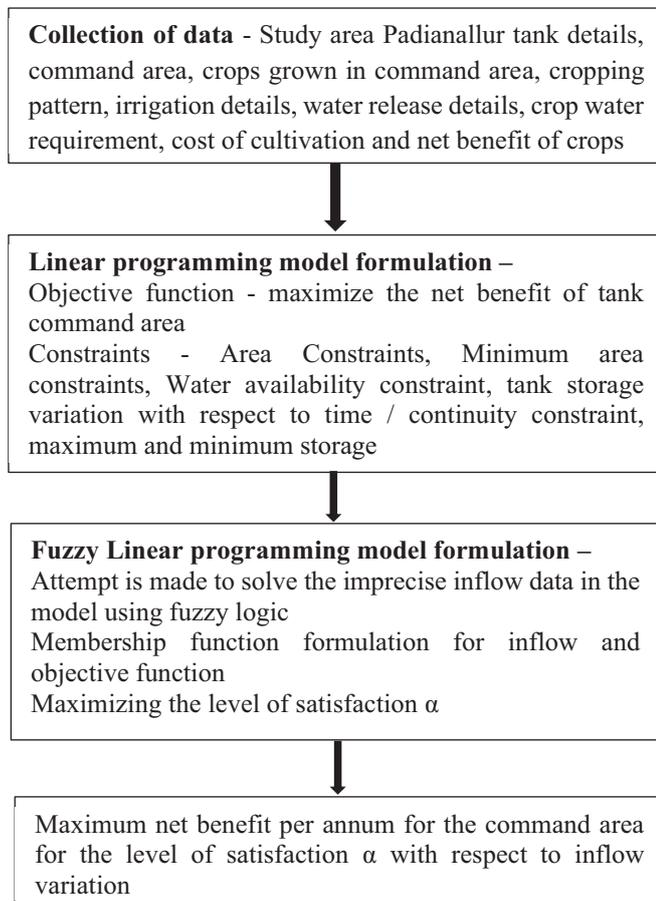 Collection of data - Study area Padianallur tank details,
command area, crops grown in command area, cropping
pattern, irrigation details, water release details, crop water
requirement, cost of cultivation and net benefit of crops
Linear programming model formulation –
Objective function - maximize the net benefit of tank
command area
Constraints - Area Constraints, Minimum area
constraints, Water availability constraint, tank storage
variation with respect to time / continuity constraint,
maximum and minimum storage
Fuzzy Linear programming model formulation –
Attempt is made to solve the imprecise inflow data in the
model using fuzzy logic
Membership function formulation for inflow and
objective function
Maximizing the level of satisfaction α
Maximum net benefit per annum for the command area
for the level of satisfaction α with respect to inflow
variation